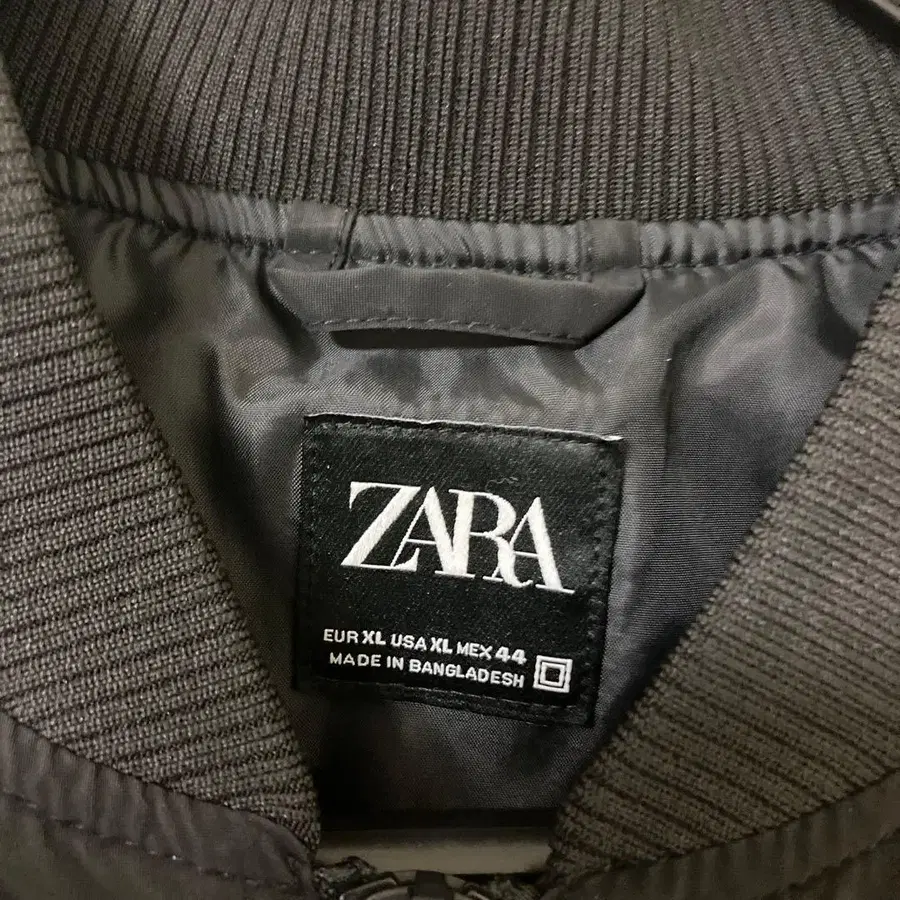 ZARA
EUR XL USA XL MEX 44
MADE IN BANGLADESH